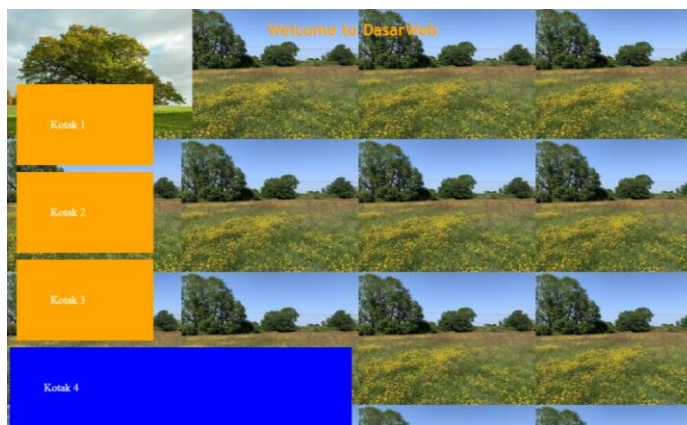 Welcome to DasarWeb
Kotak 1
Kotak 2
Kotak 3
Kotak 4